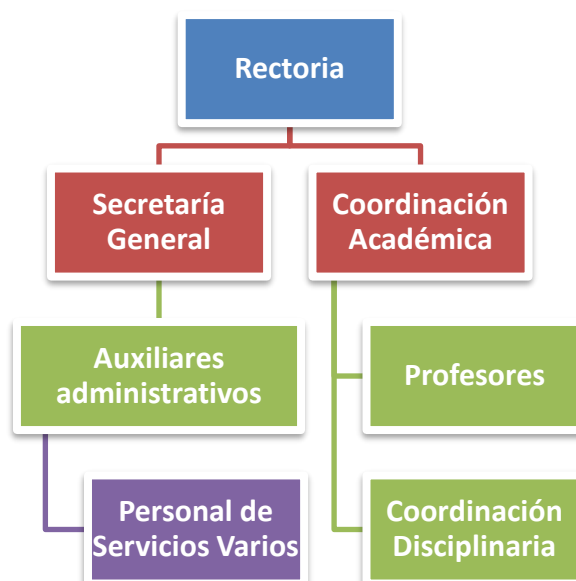 Rectoria
Secretaría
General
Coordinación
Académica
Auxiliares
administrativos
Profesores
Personal de
Servicios Varios
Coordinación
Disciplinaria